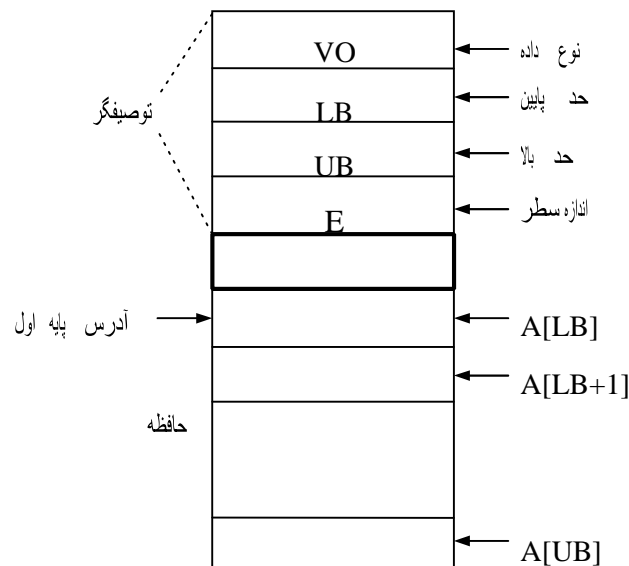 VO
نوع داده
LB
حد پایین
توصیفگر
UB
حد بالا
E
اندازه سطر
آدرس پایه اول
A[LB]
A[LB+1]
حافظه
A[UB]